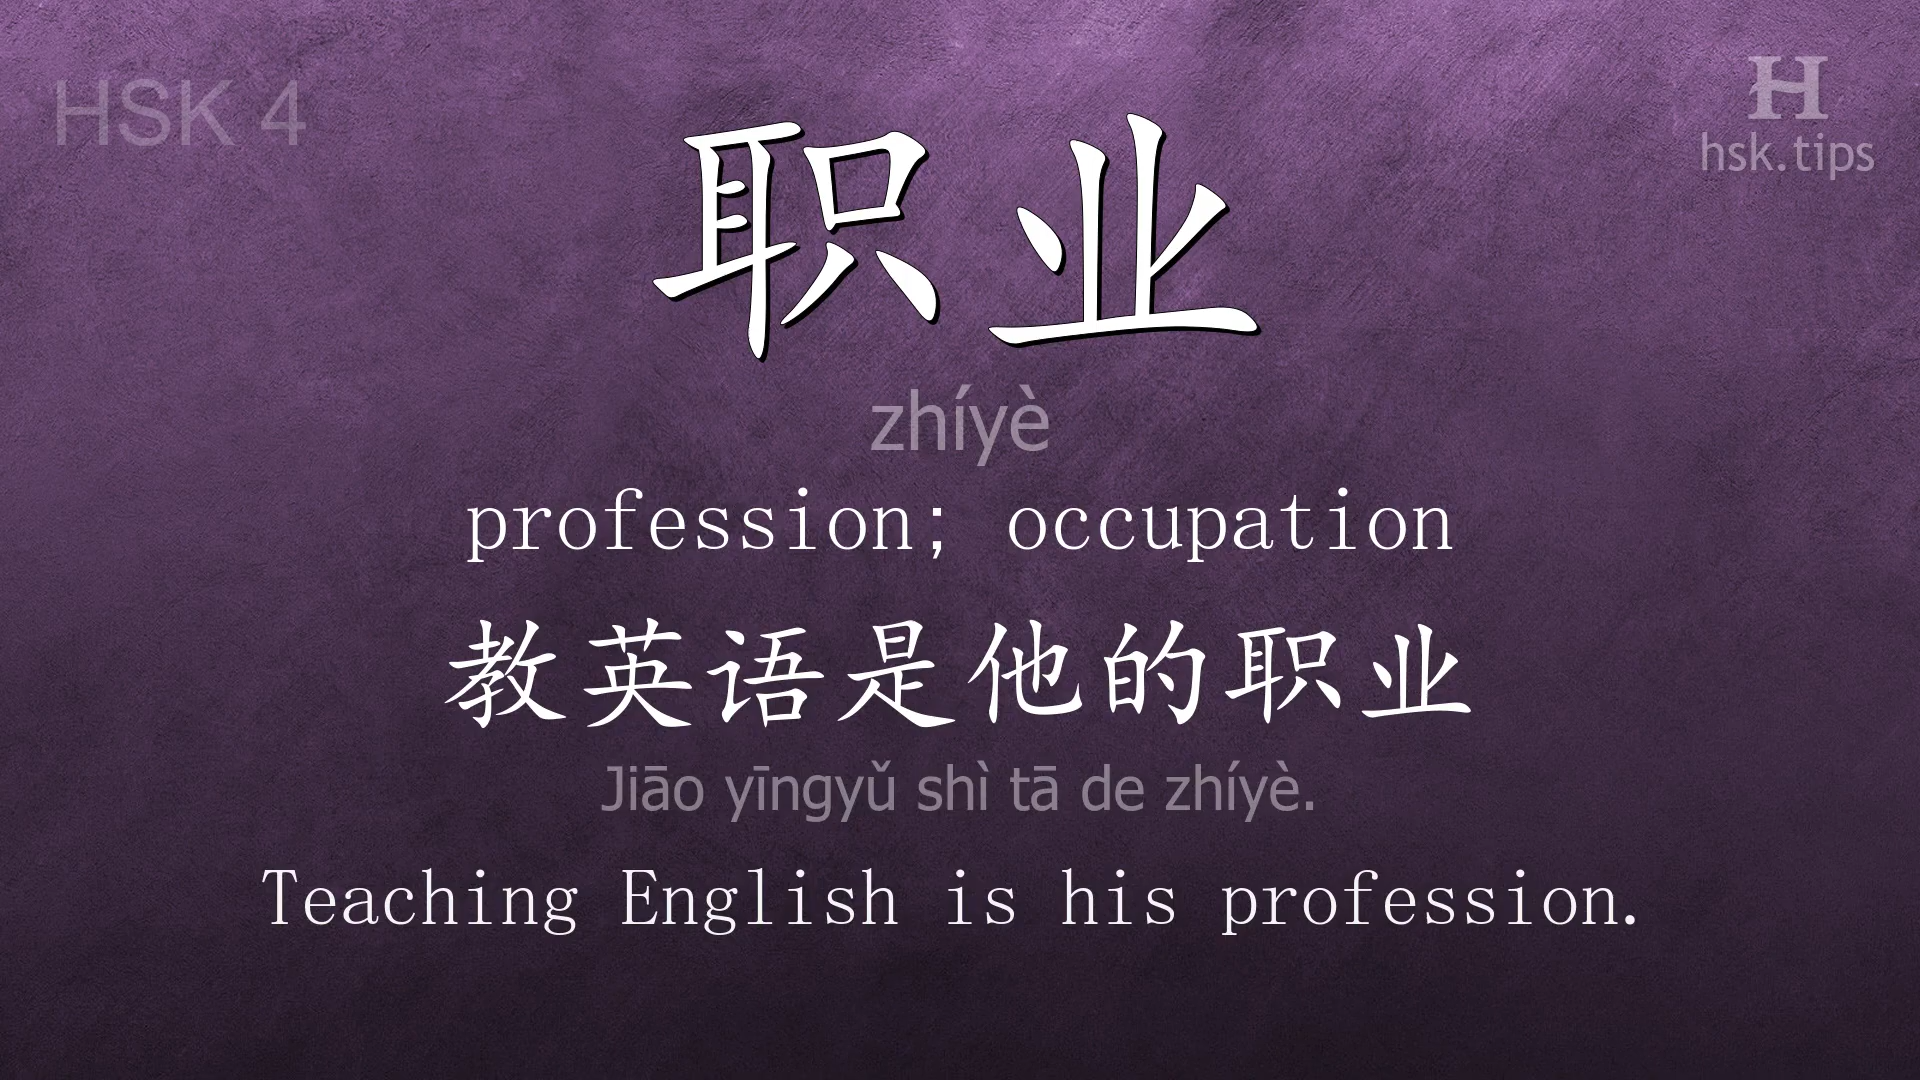 HSK 4
H
hsk.tips
职业
zhíyè
profession; occupation
教英语是他的职业
Jiāo yīngyǔ shì tā de zhíyè.
Teaching English is his profession.